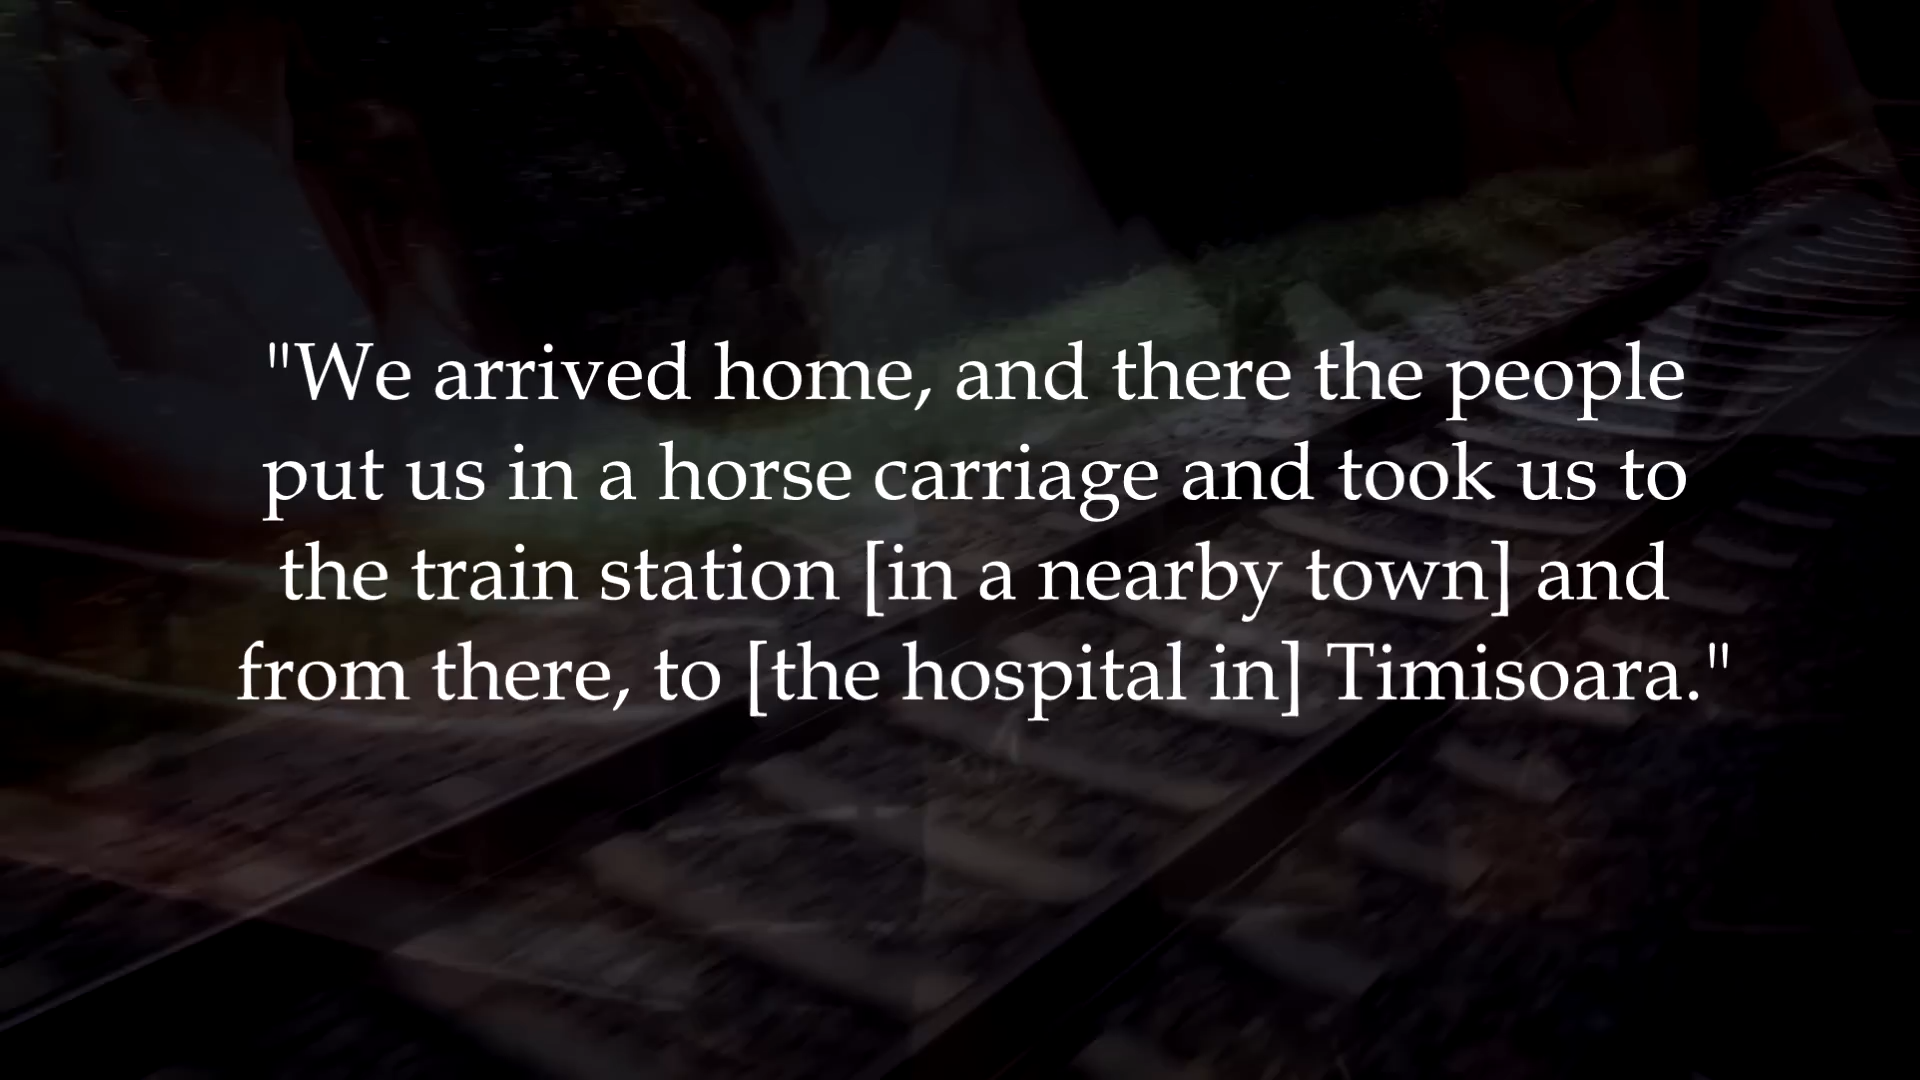 "We arrived home, and there the people
put us in a horse carriage and took us to
the train station [in a nearby town] and
from there, to [the hospital in] Timisoara."